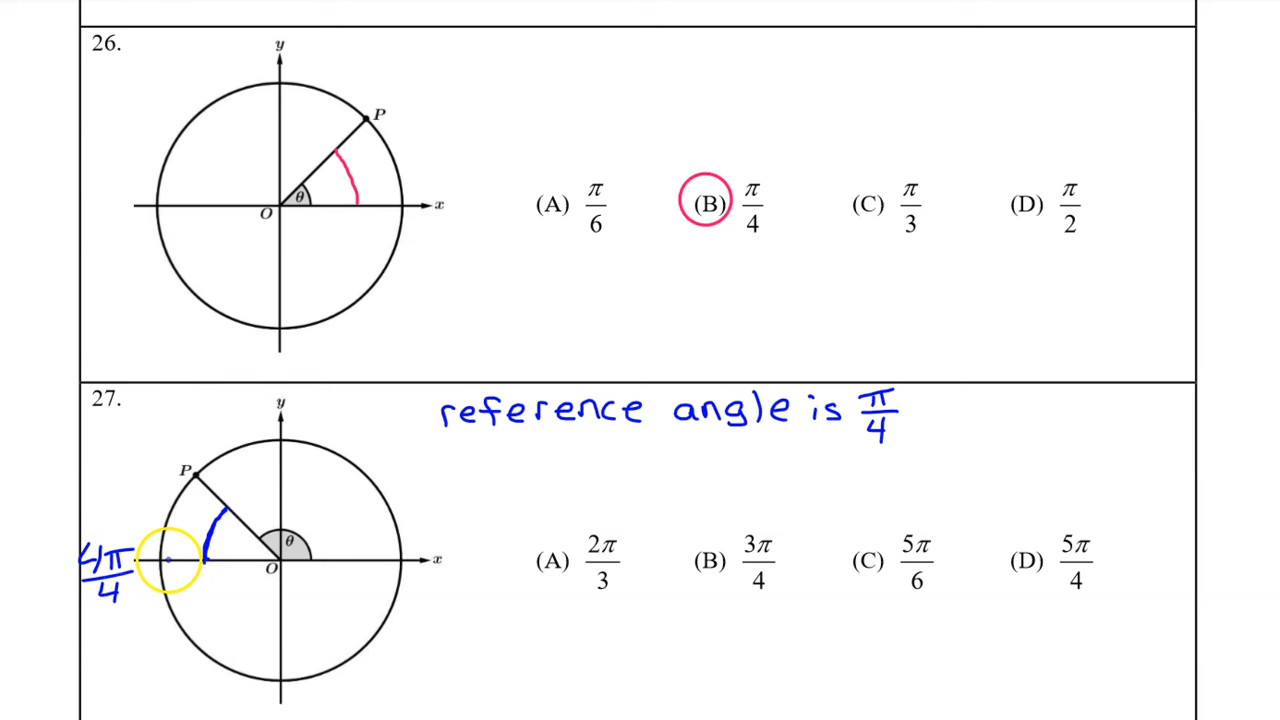 26.
y
P
θ
O
x
(A) π/6 (B) π/4 (C) π/3 (D) π/2
27.
reference angle is π/4
y
P
θ
4π/4
O
x
(A) 2π/3 (B) 3π/4 (C) 5π/6 (D) 5π/4